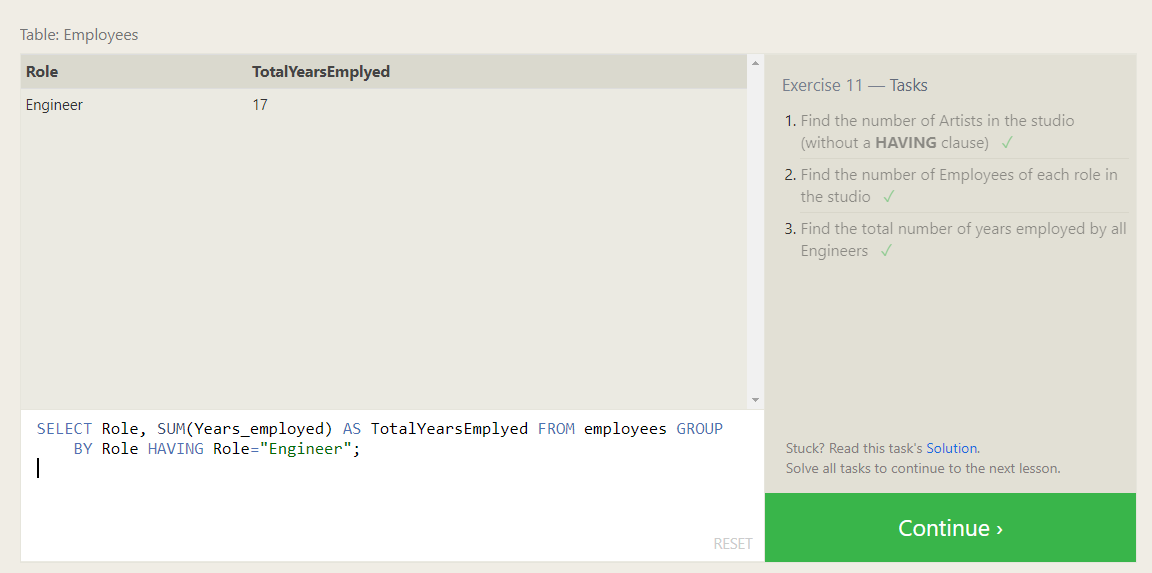 Table: Employees
Role TotalYearsEmplyed
Engineer 17
SELECT Role, SUM(Years_employed) AS TotalYearsEmplyed FROM employees GROUP
BY Role HAVING Role="Engineer";
RESET
Exercise 11 — Tasks
1. Find the number of Artists in the studio
(without a HAVING clause) ✓
2. Find the number of Employees of each role in
the studio ✓
3. Find the total number of years employed by all
Engineers ✓
Stuck? Read this task's Solution.
Solve all tasks to continue to the next lesson.
Continue ›